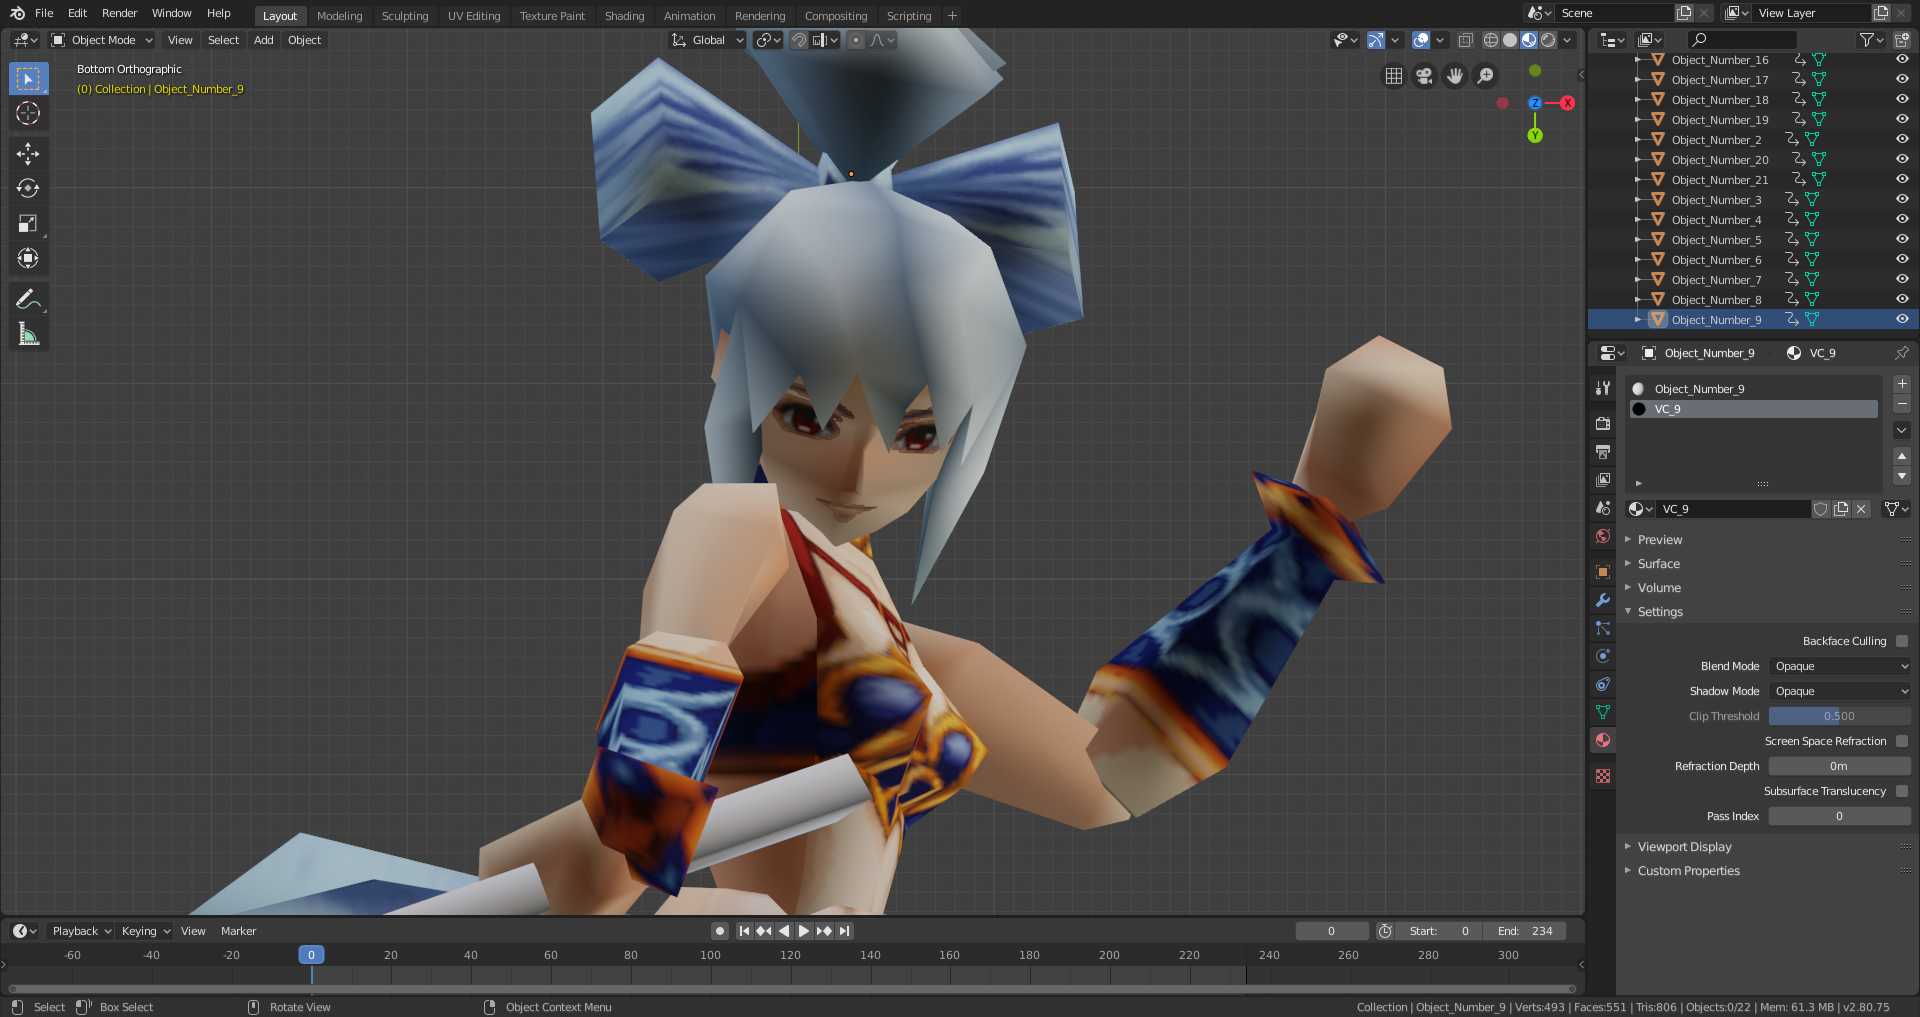 File Edit Render Window Help Layout Modeling Sculpting UV Editing Texture Paint Shading Animation Rendering Compositing Scripting + Scene View Layer
Object Mode View Select Add Object Global
Bottom Orthographic
(0) Collection | Object_Number_9
X
Z
Y
Object_Number_16
Object_Number_17
Object_Number_18
Object_Number_19
Object_Number_2
Object_Number_20
Object_Number_21
Object_Number_3
Object_Number_4
Object_Number_5
Object_Number_6
Object_Number_7
Object_Number_8
Object_Number_9
Object_Number_9 VC_9
Object_Number_9
VC_9
VC_9
Preview
Surface
Volume
Settings
Backface Culling
Blend Mode Opaque
Shadow Mode Opaque
Clip Threshold 0.500
Screen Space Refraction
Refraction Depth 0m
Subsurface Translucency
Pass Index 0
Viewport Display
Custom Properties
Playback Keying View Marker 0 Start: 0 End: 234
-60 -40 -20 0 20 40 60 80 100 120 140 160 180 200 220 240 260 280 300
Select Box Select Rotate View Object Context Menu Collection | Object_Number_9 | Verts:493 | Faces:551 | Tris:806 | Objects:0/22 | Mem: 61.3 MB | v2.80.75